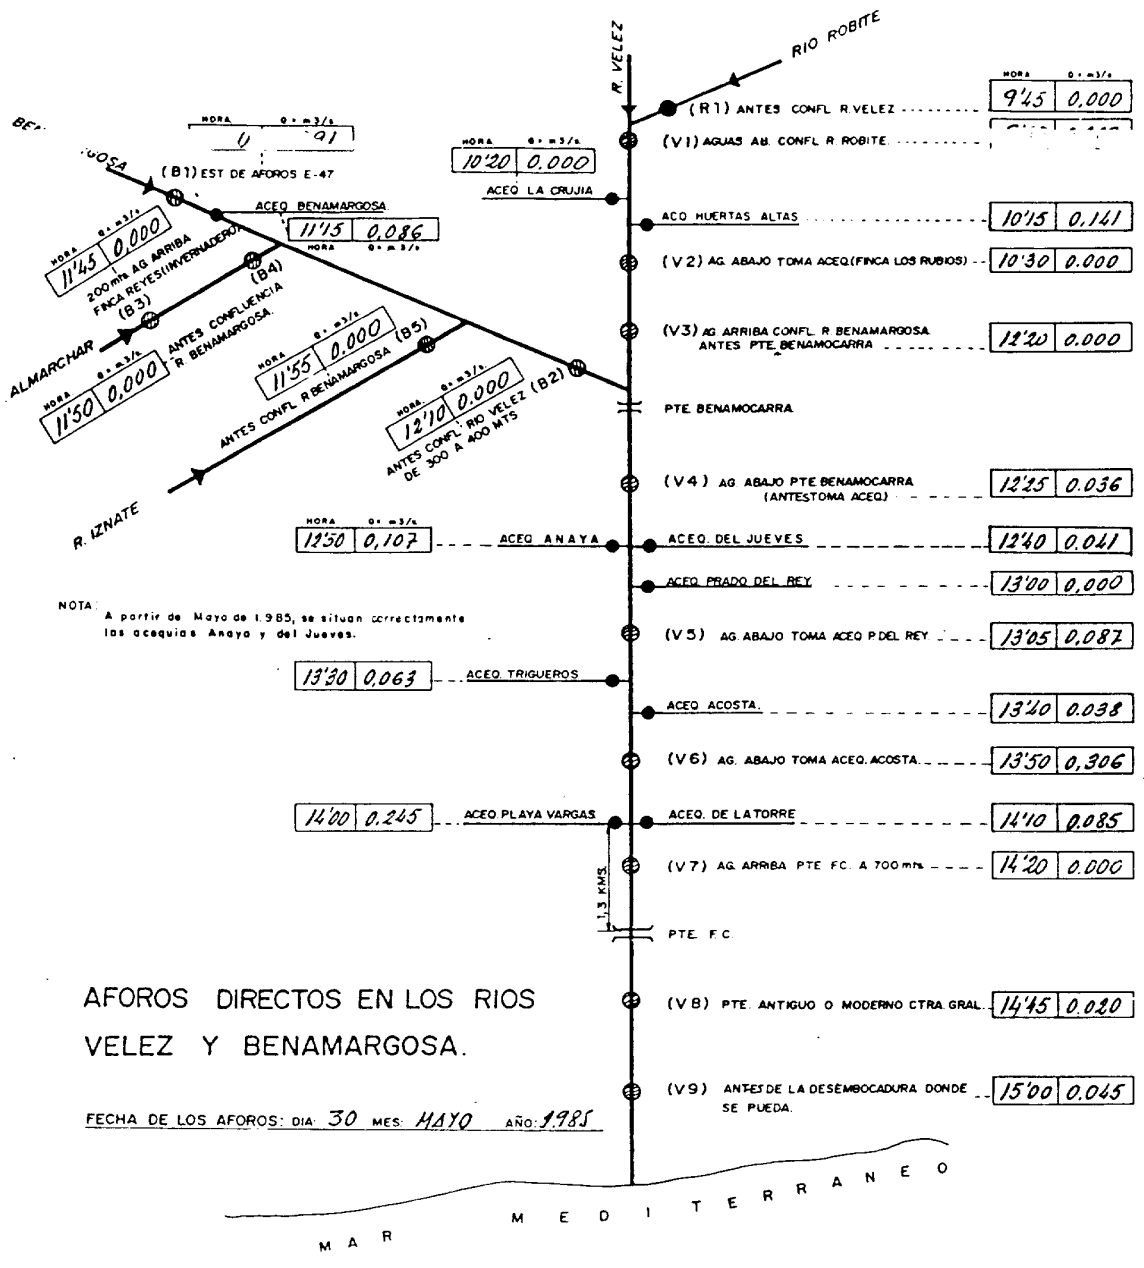 R. VELEZ
RIO ROBITE
HORA Q = m3/s
(R1) ANTES CONFL R.VELEZ 9'45 0,000
(V1) AGUAS AB. CONFL R. ROBITE.
HORA Q = m3/s
10'20 0.000
ACEQ LA CRUJIA
ACO HUERTAS ALTAS 10'15 0,141
(V2) AG. ABAJO TOMA ACEQ.(FINCA LOS RUBIOS) 10'30 0.000
(V3) AG ARRIBA CONFL R. BENAMARGOSA
ANTES PTE. BENAMOCARRA 12'20 0.000
PTE. BENAMOCARRA
HORA Q = m3/s
(B1) EST DE AFOROS E-47
ACEQ BENAMARGOSA.
11'15 0,086
HORA Q = m3/s
HORA Q = m3/s
11'45 0,000
200 mts AG ARRIBA
FINCA REYES (INVERNADERO)
(B3)
(B4)
ALMARCHAR
HORA Q = m3/s
11'50 0,000
ANTES CONFLUENCIA
R. BENAMARGOSA.
HORA Q = m3/s
11'55 0.000
ANTES CONFL R BENAMARGOSA (B5)
R. IZNATE
HORA. Q = m3/s
12'10 0.000
ANTES CONFL RIO VELEZ (B2)
DE 300 A 400 MTS
(V4) AG ABAJO PTE BENAMOCARRA
(ANTES TOMA ACEQ) 12'25 0.036
HORA Q = m3/s
12'50 0,107 ACEQ ANAYA
ACEQ. DEL JUEVES 12'40 0.041
ACEQ PRADO DEL REY 13'00 0,000
NOTA:
A partir de Mayo de 1.985, se situan correctamente
las acequias Anaya y del Jueves.
(V5) AG. ABAJO TOMA ACEQ P.DEL REY 13'05 0,087
13'30 0,063 ACEQ. TRIGUEROS
ACEQ ACOSTA. 13'40 0.038
(V6) AG. ABAJO TOMA ACEQ. ACOSTA. 13'50 0,306
14'00 0.245 ACEQ. PLAYA VARGAS.
ACEQ. DE LA TORRE 14'10 0.085
(V7) AG. ARRIBA PTE FC. A 700 mts 14'20 0.000
1,3 KMS.
PTE. F.C.
(V8) PTE. ANTIGUO O MODERNO CTRA. GRAL. 14'45 0.020
AFOROS DIRECTOS EN LOS RIOS
VELEZ Y BENAMARGOSA.
(V9) ANTES DE LA DESEMBOCADURA DONDE
SE PUEDA. 15'00 0.045
FECHA DE LOS AFOROS: DIA: 30 MES: MAYO AÑO: 1.985
MAR MEDITERRANEO